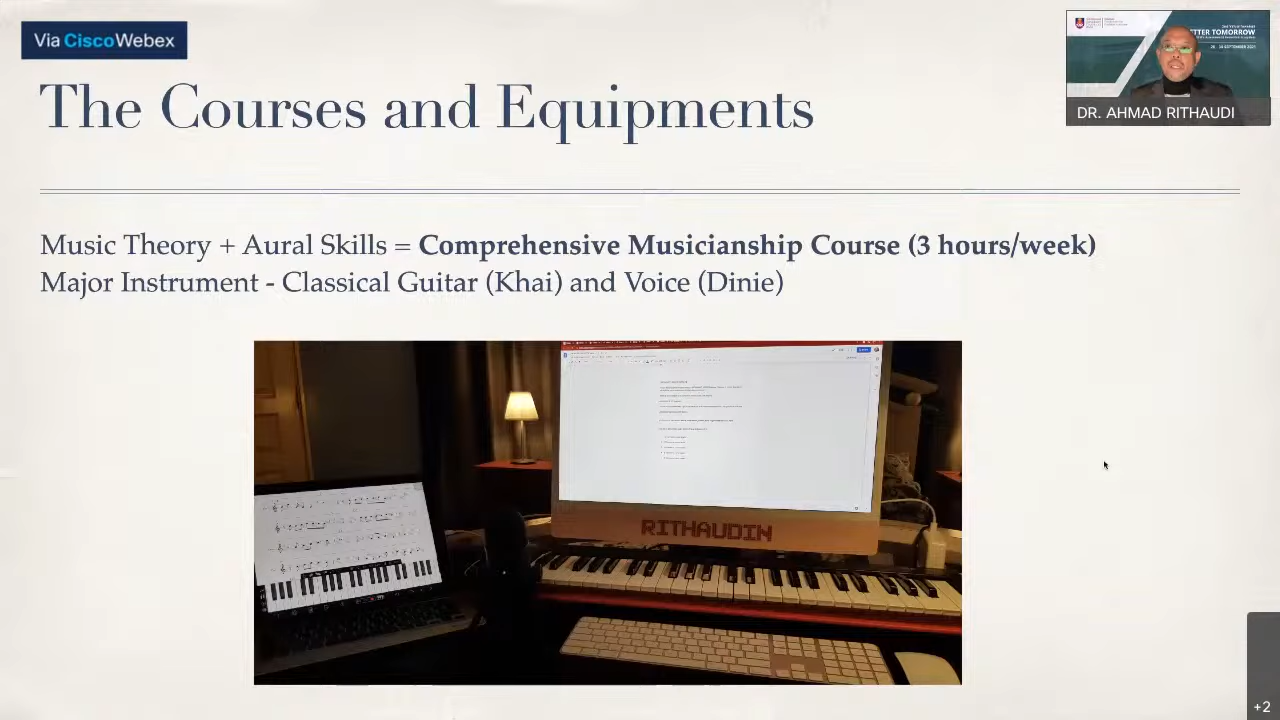 Via CiscoWebex
The Courses and Equipments
TTER TOMORROW
DR. AHMAD RITHAUDI
Music Theory + Aural Skills = Comprehensive Musicianship Course (3 hours/week)
Major Instrument - Classical Guitar (Khai) and Voice (Dinie)
RITHAUDIN
+2